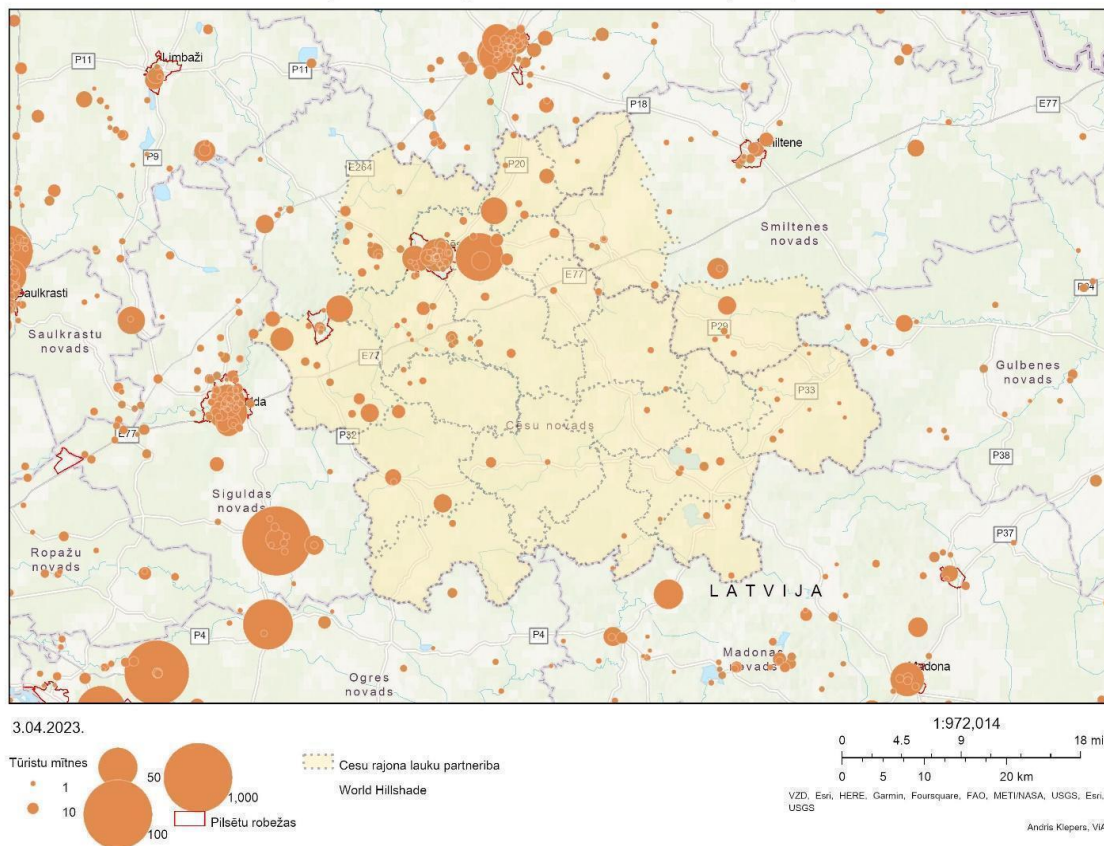 P11
Limbaži
P11
P18
E77
P9
E264
P20
Smiltenes
novads
E77
Saulkrastu
novads
P29
E77
Gulbenes
novads
P33
Cēsu novads
E77
P32
P38
Siguldas
novads
Ropažu
novads
P37
LATVIJA
P4
P4
Ogres
novads
Madonas
novads
3.04.2023.
Tūristu mītnes
1
10
50
100
1,000
Pilsētu robežas
Cesu rajona lauku partneriba
World Hillshade
1:972,014
0 4.5 9 18 mi
0 5 10 20 km
VZD, Esri, HERE, Garmin, Foursquare, FAO, METI/NASA, USGS, Esri,
USGS
Andris Klepers, ViA